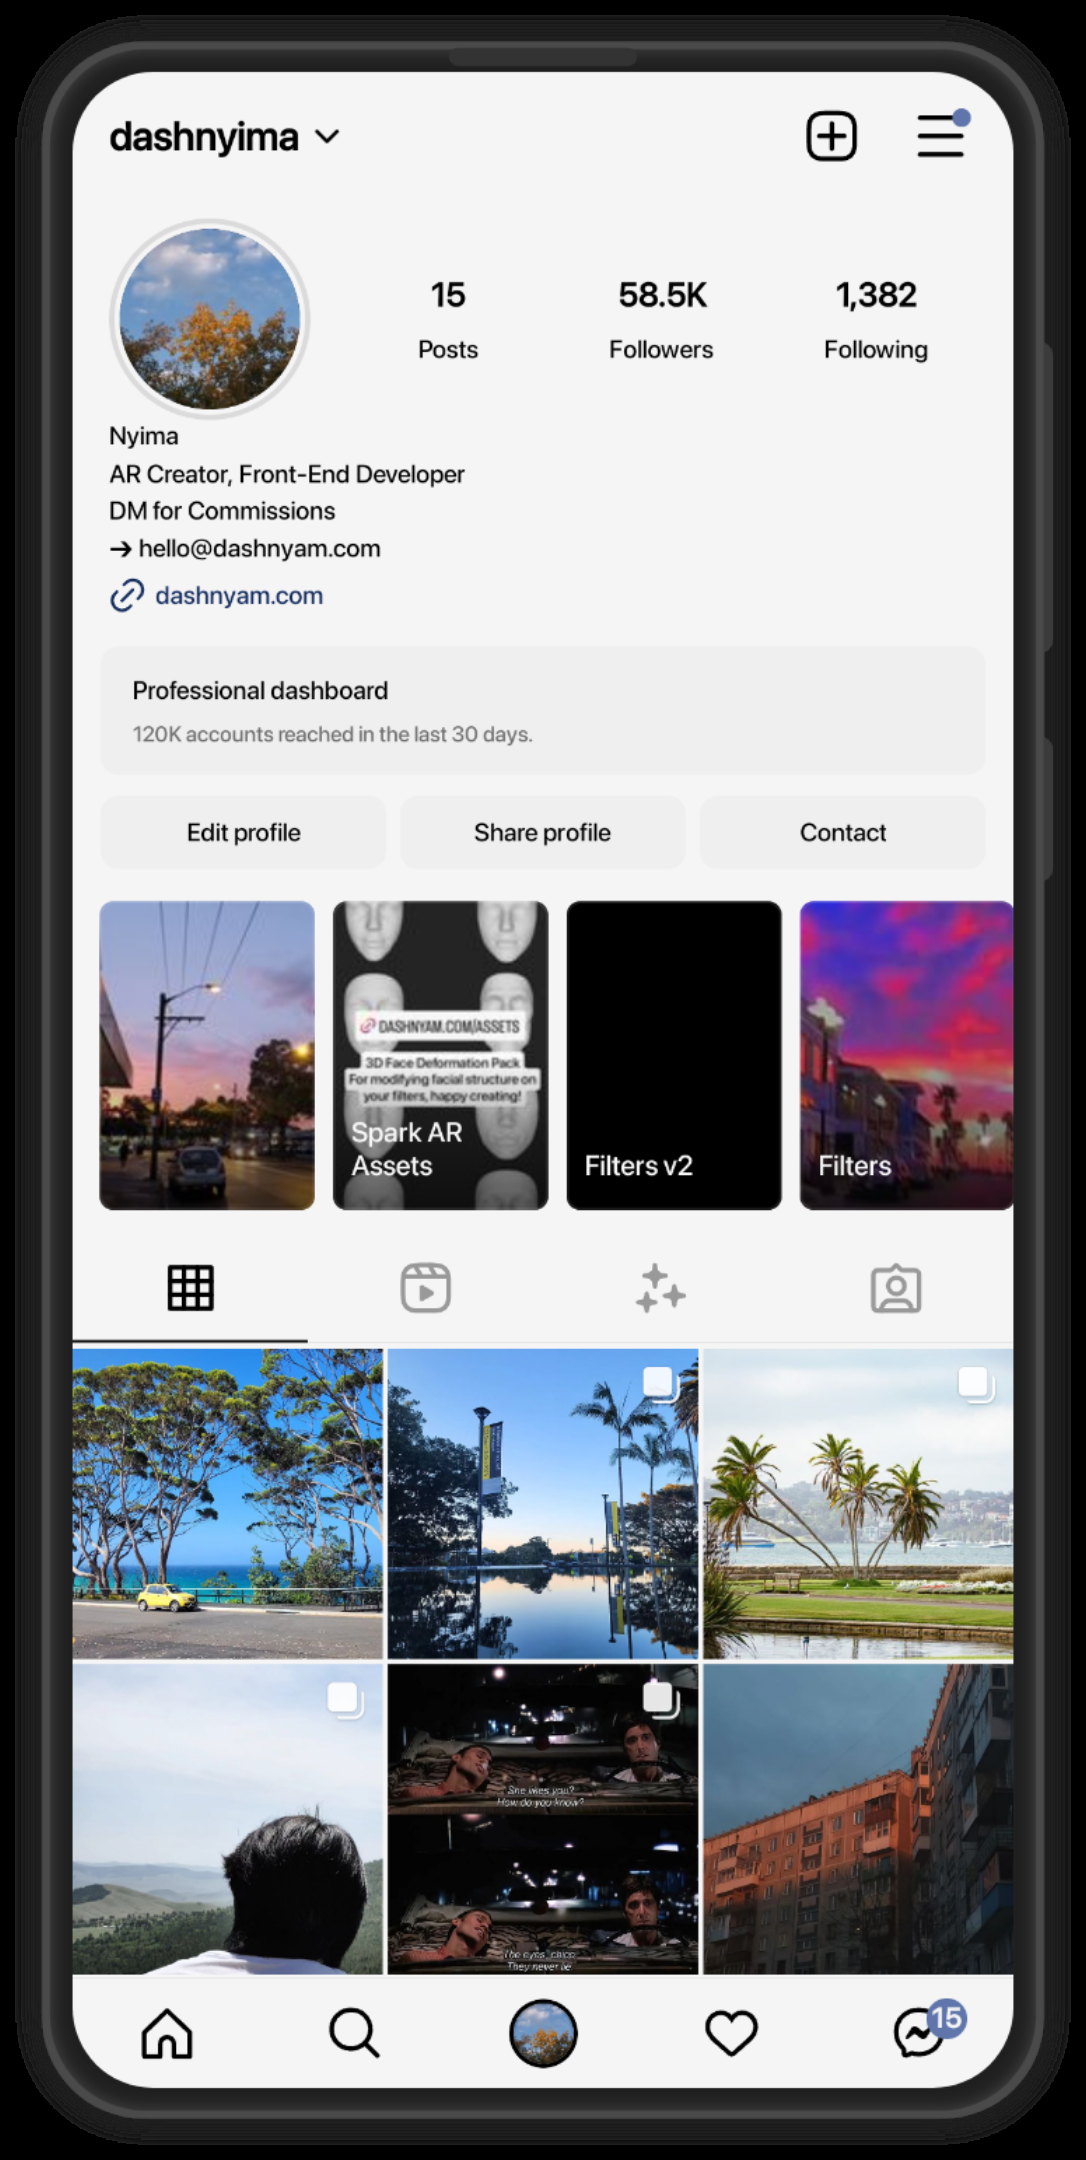 dashnyima
15
58.5K
1,382
Posts
Followers
Following
Nyima
AR Creator, Front-End Developer
DM for Commissions
→ hello@dashnyam.com
dashnyam.com
Professional dashboard
120K accounts reached in the last 30 days.
Edit profile
Share profile
Contact
DASHNYAM.COM/ASSETS
3D Face Deformation Pack
For modifying facial structure on
your filters, happy creating!
Spark AR
Assets
Filters v2
Filters
She likes you?
How do you know?
The eyes, chico
They never lie
15